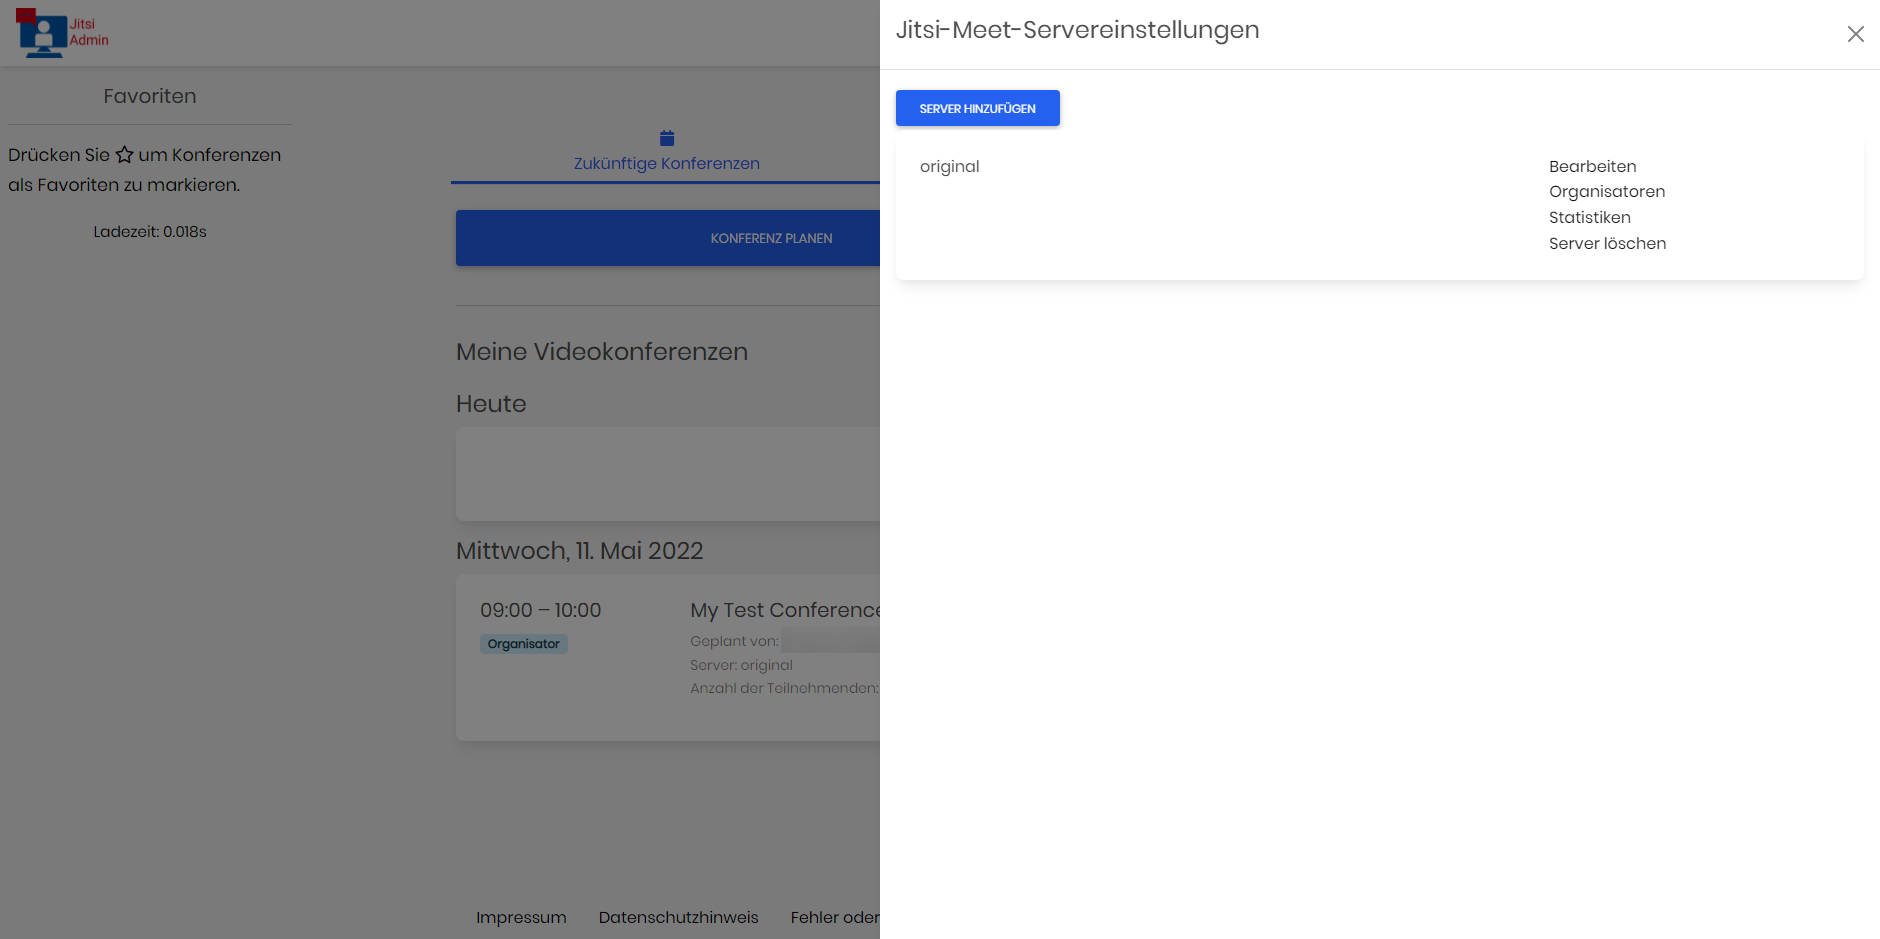 Jitsi
Admin
Favoriten
Drücken Sie um Konferenzen
als Favoriten zu markieren.
Ladezeit: 0.018s
Zukünftige Konferenzen
KONFERENZ PLANEN
Meine Videokonferenzen
Heute
Mittwoch, 11. Mai 2022
09:00 – 10:00
Organisator
My Test Conference
Geplant von:
Server: original
Anzahl der Teilnehmenden:
Impressum Datenschutzhinweis Fehler oder
Jitsi-Meet-Servereinstellungen
SERVER HINZUFÜGEN
original
Bearbeiten
Organisatoren
Statistiken
Server löschen